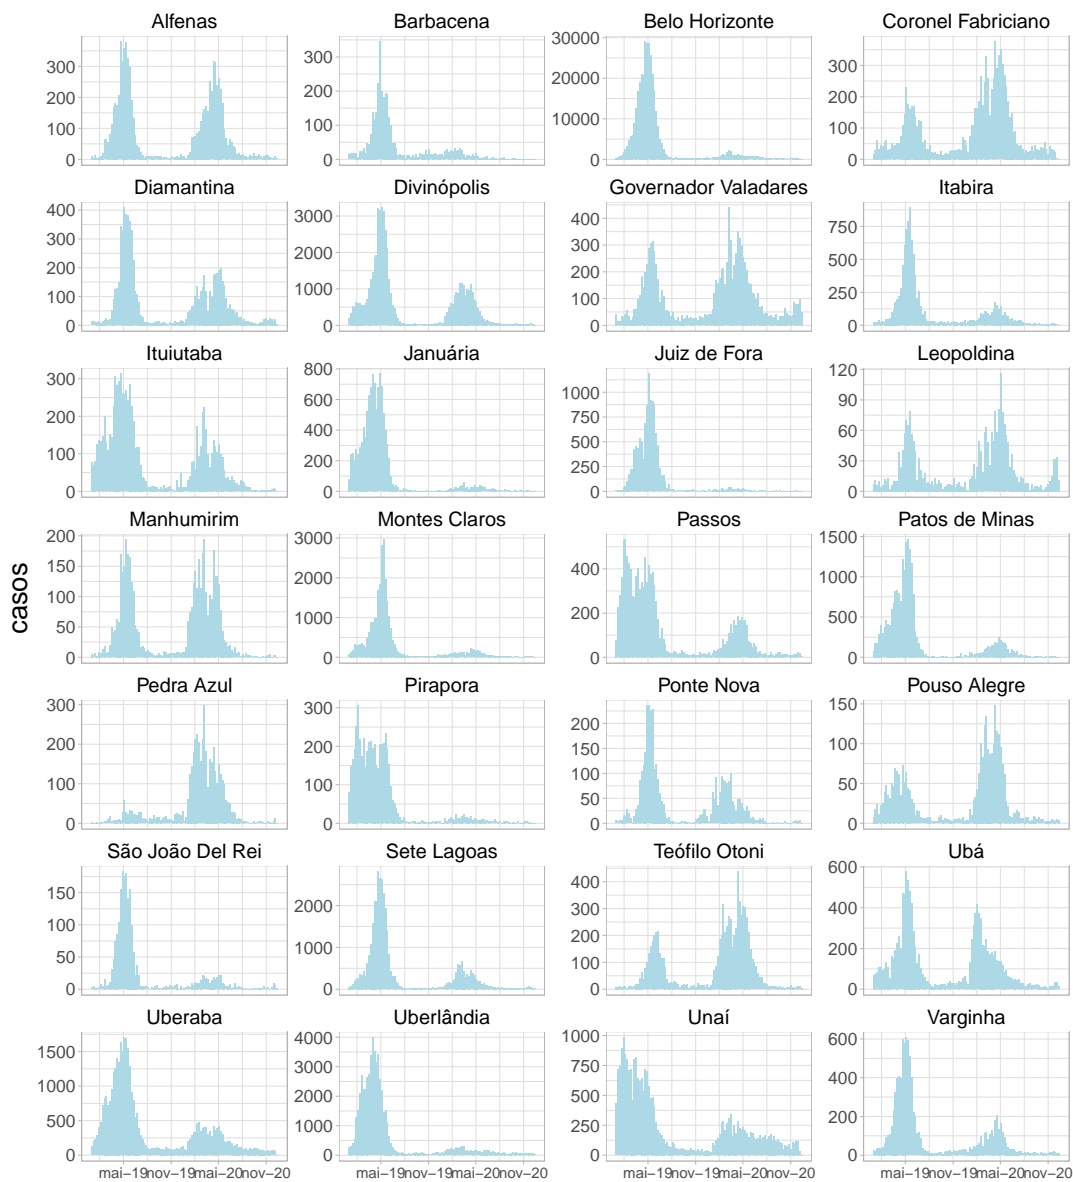 Alfenas Barbacena Belo Horizonte Coronel Fabriciano
300 200 100 0
300 200 100 0
30000 20000 10000 0
300 200 100 0
Diamantina Divinópolis Governador Valadares Itabira
400 300 200 100 0
3000 2000 1000 0
400 300 200 100 0
750 500 250 0
Ituiutaba Januária Juiz de Fora Leopoldina
300 200 100 0
800 600 400 200 0
1000 750 500 250 0
120 90 60 30 0
Manhumirim Montes Claros Passos Patos de Minas
200 150 100 50 0
3000 2000 1000 0
400 200 0
1500 1000 500 0
casos
Pedra Azul Pirapora Ponte Nova Pouso Alegre
300 200 100 0
300 200 100 0
200 150 100 50 0
150 100 50 0
São João Del Rei Sete Lagoas Teófilo Otoni Ubá
150 100 50 0
2000 1000 0
400 300 200 100 0
600 400 200 0
Uberaba Uberlândia Unaí Varginha
1500 1000 500 0
4000 3000 2000 1000 0
1000 750 500 250 0
600 400 200 0
mai–19 nov–19 mai–20 nov–20 mai–19 nov–19 mai–20 nov–20 mai–19 nov–19 mai–20 nov–20 mai–19 nov–19 mai–20 nov–20